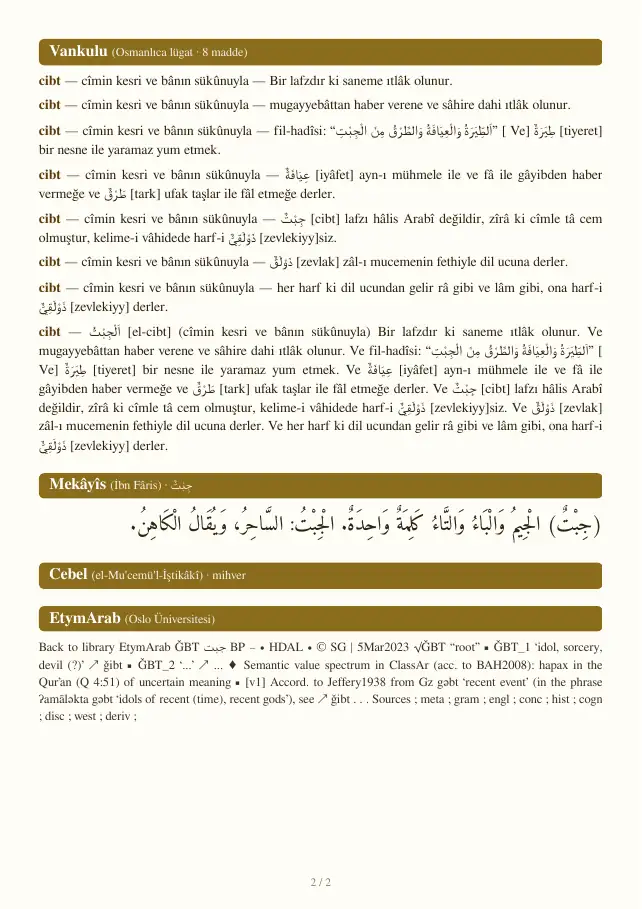 Vankulu (Osmanlıca lügat · 8 madde)
cibt — cîmin kesri ve bânın sükûnuyla — Bir lafzdır ki saneme ıtlâk olunur.
cibt — cîmin kesri ve bânın sükûnuyla — mugayyebâttan haber verene ve sâhire dahi ıtlâk olunur.
cibt — cîmin kesri ve bânın sükûnuyla — fil-hadîsi: “اَلطِّيَرَةُ وَالْعِيَافَةُ وَالطَّرْقُ مِنَ الْجِبْتِ” [ Ve] طِيَرَةٌ [tiyeret]
bir nesne ile yaramaz yum etmek.
cibt — cîmin kesri ve bânın sükûnuyla — عِيَافَةٌ [iyâfet] ayn-ı mühmele ile ve fâ ile gâyibden haber
vermeğe ve طَرْقٌ [tark] ufak taşlar ile fâl etmeğe derler.
cibt — cîmin kesri ve bânın sükûnuyla — جِبْتٌ [cibt] lafzı hâlis Arabî değildir, zîrâ ki cîmle tâ cem
olmuştur, kelime-i vâhidede harf-i ذَوْلَقِيٌّ [zevlekiyy]siz.
cibt — cîmin kesri ve bânın sükûnuyla — ذَوْلَقٌ [zevlak] zâl-ı mucemenin fethiyle dil ucuna derler.
cibt — cîmin kesri ve bânın sükûnuyla — her harf ki dil ucundan gelir râ gibi ve lâm gibi, ona harf-i
ذَوْلَقِيٌّ [zevlekiyy] derler.
cibt — اَلْجِبْتُ [el-cibt] (cîmin kesri ve bânın sükûnuyla) Bir lafzdır ki saneme ıtlâk olunur. Ve
mugayyebâttan haber verene ve sâhire dahi ıtlâk olunur. Ve fil-hadîsi: “اَلطِّيَرَةُ وَالْعِيَافَةُ وَالطَّرْقُ مِنَ الْجِبْتِ” [
Ve] طِيَرَةٌ [tiyeret] bir nesne ile yaramaz yum etmek. Ve عِيَافَةٌ [iyâfet] ayn-ı mühmele ile ve fâ ile
gâyibden haber vermeğe ve طَرْقٌ [tark] ufak taşlar ile fâl etmeğe derler. Ve جِبْتٌ [cibt] lafzı hâlis Arabî
değildir, zîrâ ki cîmle tâ cem olmuştur, kelime-i vâhidede harf-i ذَوْلَقِيٌّ [zevlekiyy]siz. Ve ذَوْلَقٌ [zevlak]
zâl-ı mucemenin fethiyle dil ucuna derler. Ve her harf ki dil ucundan gelir râ gibi ve lâm gibi, ona harf-i
ذَوْلَقِيٌّ [zevlekiyy] derler.
Mekâyîs (İbn Fâris) · جِبْتٌ
(جِبْتٌ) الْجِيمُ وَالْبَاءُ وَالتَّاءُ كَلِمَةٌ وَاحِدَةٌ. الْجِبْتُ: السَّاحِرُ، وَيُقَالُ الْكَاهِنُ.
Cebel (el-Mu'cemü'l-İştikâkî) · mihver
EtymArab (Oslo Üniversitesi)
Back to library EtymArab ǦBT جبت BP – • HDAL • © SG | 5Mar2023 √ǦBT “root” ▪ ǦBT_1 ‘idol, sorcery,
devil (?)’ ↗ ǧibt ▪ ǦBT_2 ‘...’ ↗ ... ♦ Semantic value spectrum in ClassAr (acc. to BAH2008): hapax in the
Qurʾan (Q 4:51) of uncertain meaning ▪ [v1] Accord. to Jeffery1938 from Gz gəbt ‘recent event’ (in the phrase
ʔamāləkta gəbt ‘idols of recent (time), recent gods’), see ↗ ǧibt . . . Sources ; meta ; gram ; engl ; conc ; hist ; cogn
; disc ; west ; deriv ;
2 / 2